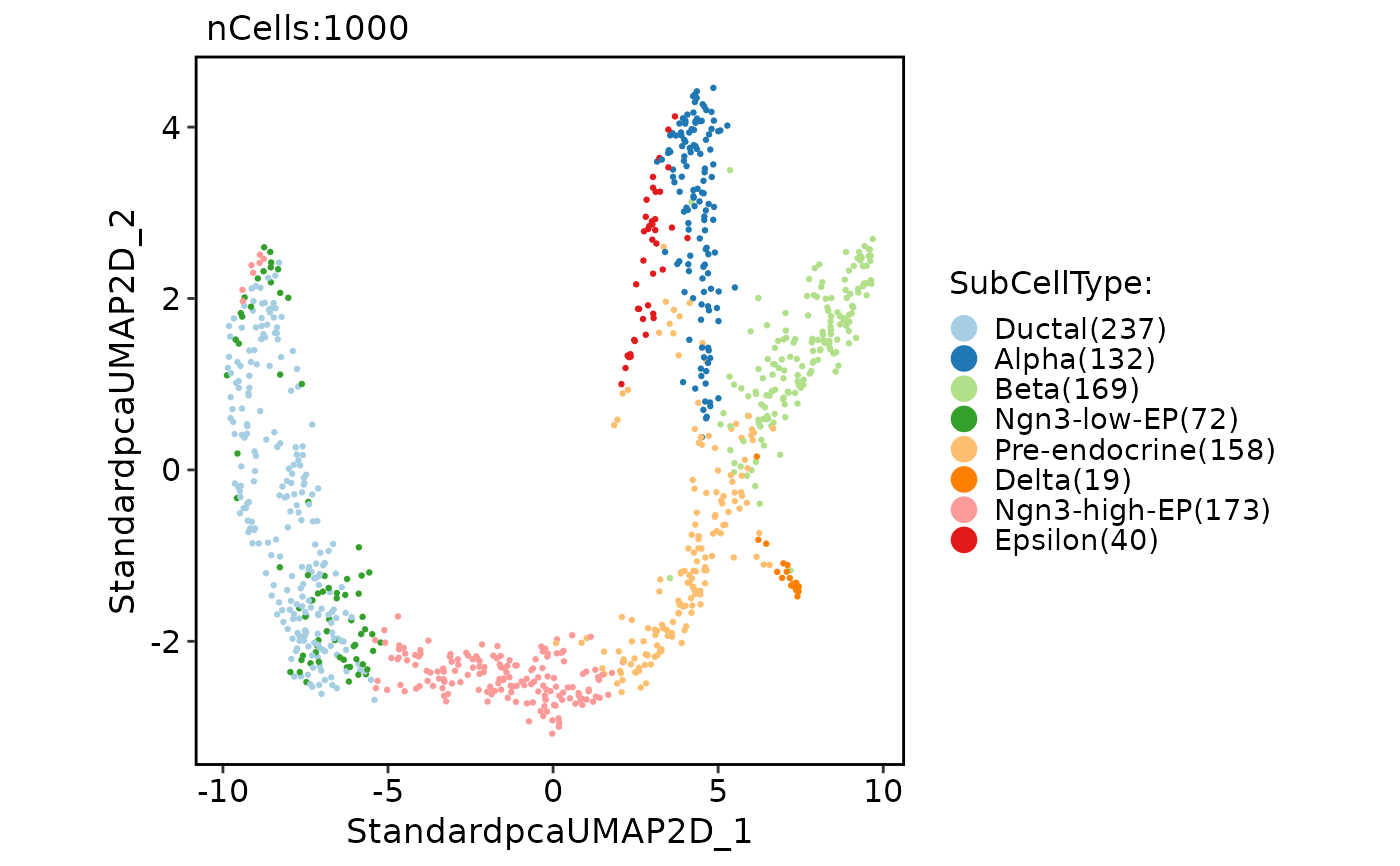 nCells:1000
StandardpcaUMAP2D_2
4
2
0
-2
-10
-5
0
5
10
StandardpcaUMAP2D_1
SubCellType:
Ductal(237)
Alpha(132)
Beta(169)
Ngn3-low-EP(72)
Pre-endocrine(158)
Delta(19)
Ngn3-high-EP(173)
Epsilon(40)